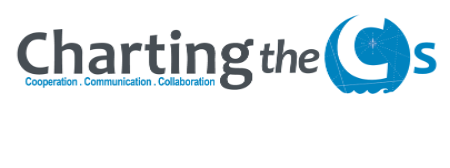 Charting the Cs
Cooperation . Communication . Collaboration